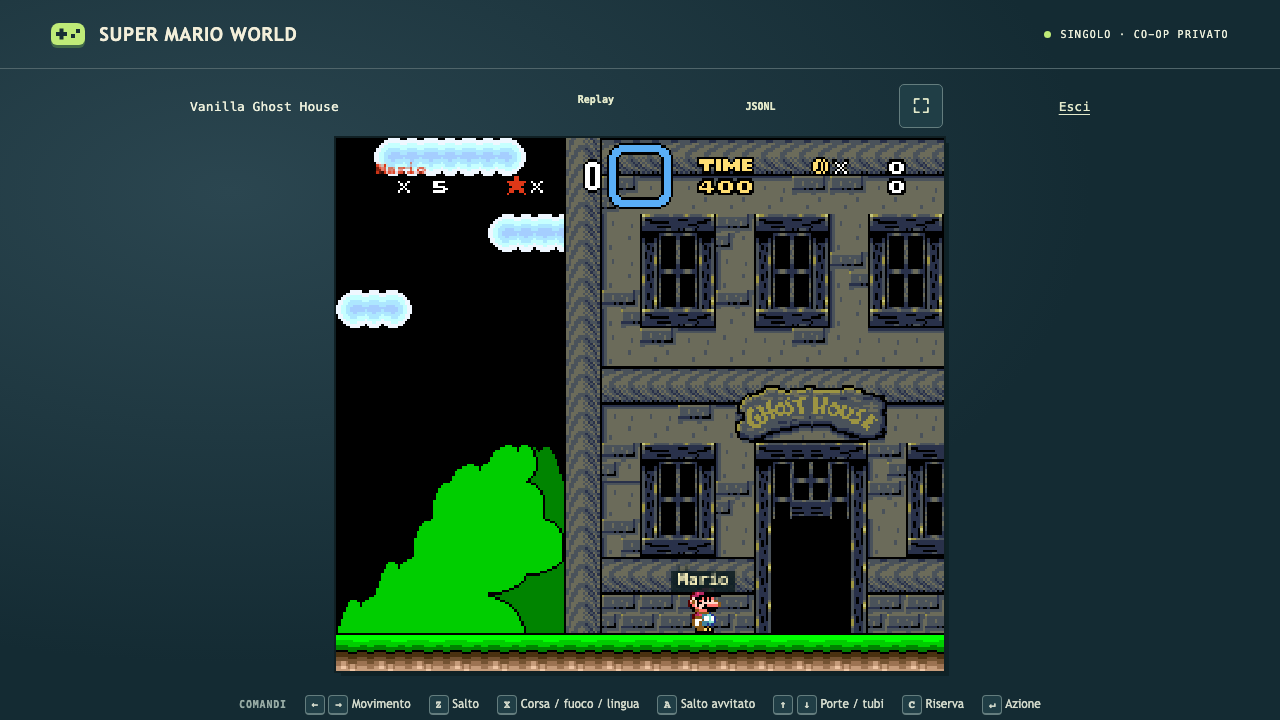 SUPER MARIO WORLD
SINGOLO · CO-OP PRIVATO
Vanilla Ghost House
Replay
JSONL
Esci
Mario
TIME
x 5
x
0
400
x
0
0
GHOST HOUSE
Mario
COMANDI
← → Movimento
Z Salto
X Corsa / fuoco / lingua
A Salto avvitato
↑ ↓ Porte / tubi
C Riserva
↵ Azione